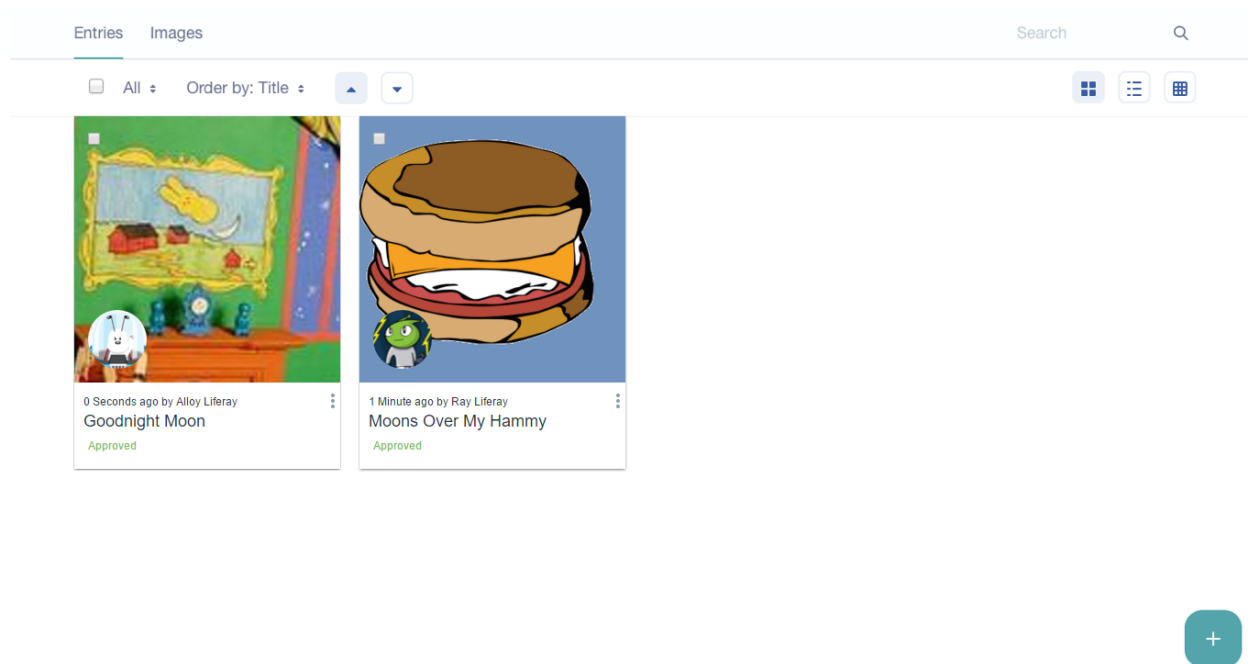 Entries Images Search
All Order by: Title
0 Seconds ago by Alloy Liferay
Goodnight Moon
Approved
1 Minute ago by Ray Liferay
Moons Over My Hammy
Approved